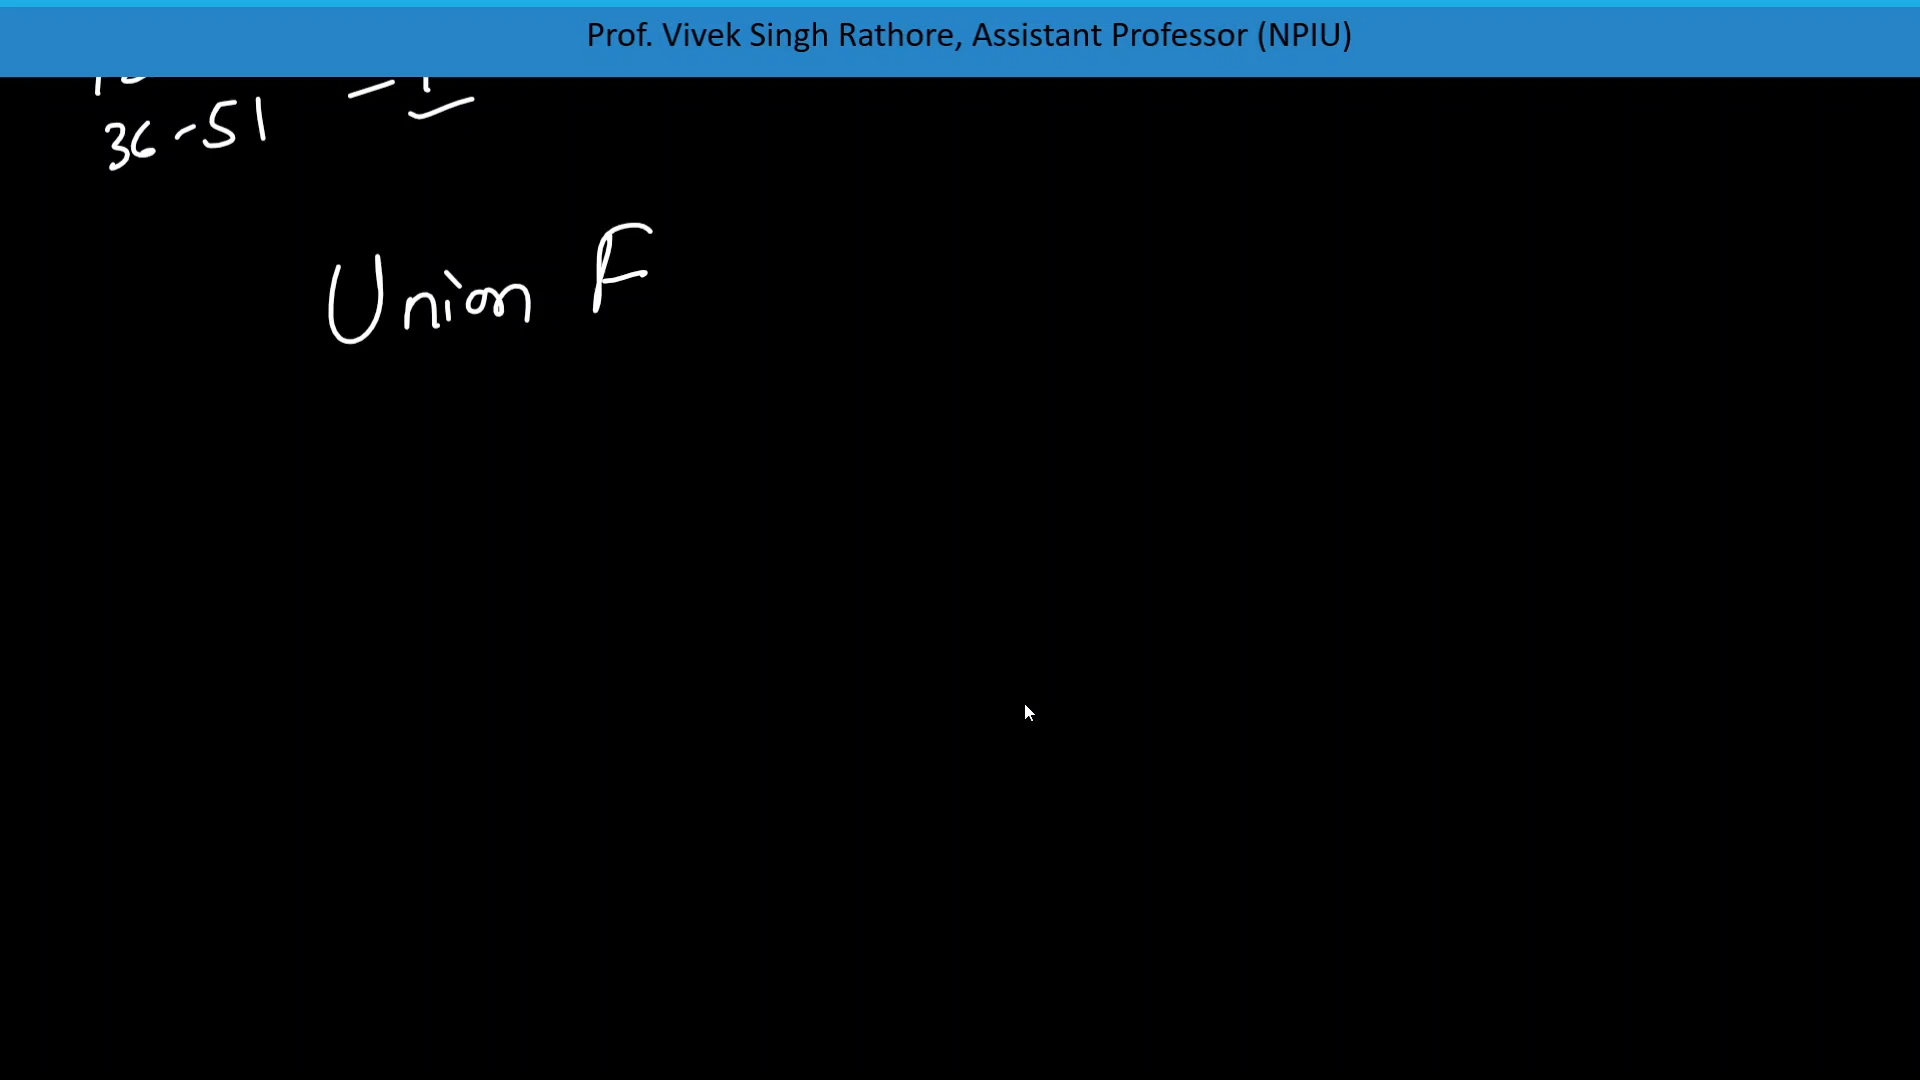 Prof. Vivek Singh Rathore, Assistant Professor (NPIU)
36-51
Union F